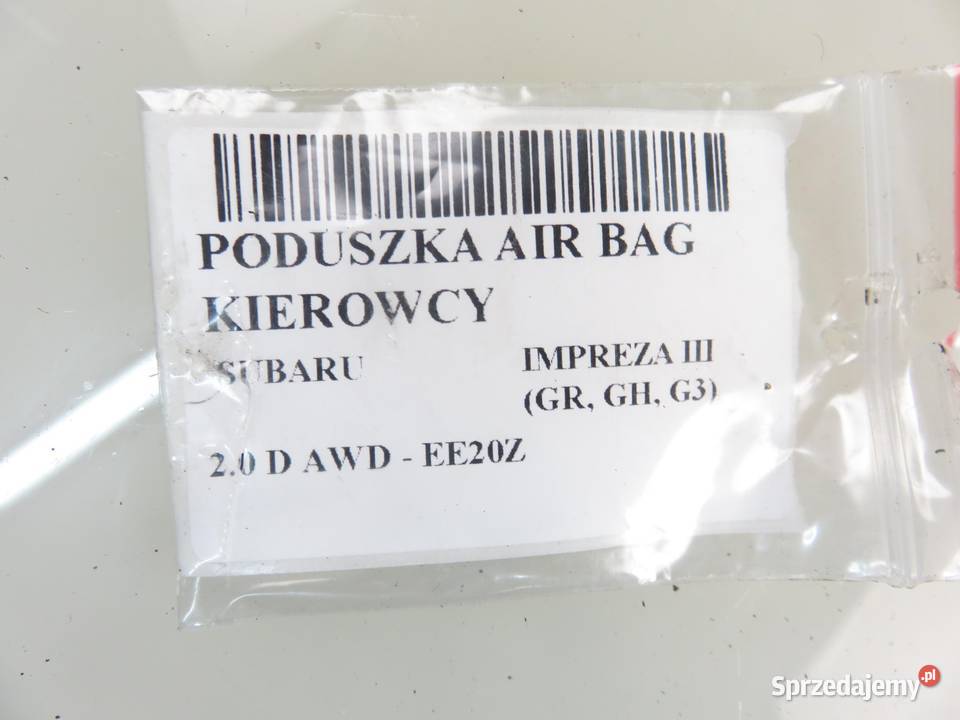 PODUSZKA AIR BAG
KIEROWCY
SUBARU IMPREZA III
(GR, GH, G3)
2.0 D AWD - EE20Z
Sprzedajemy.pl